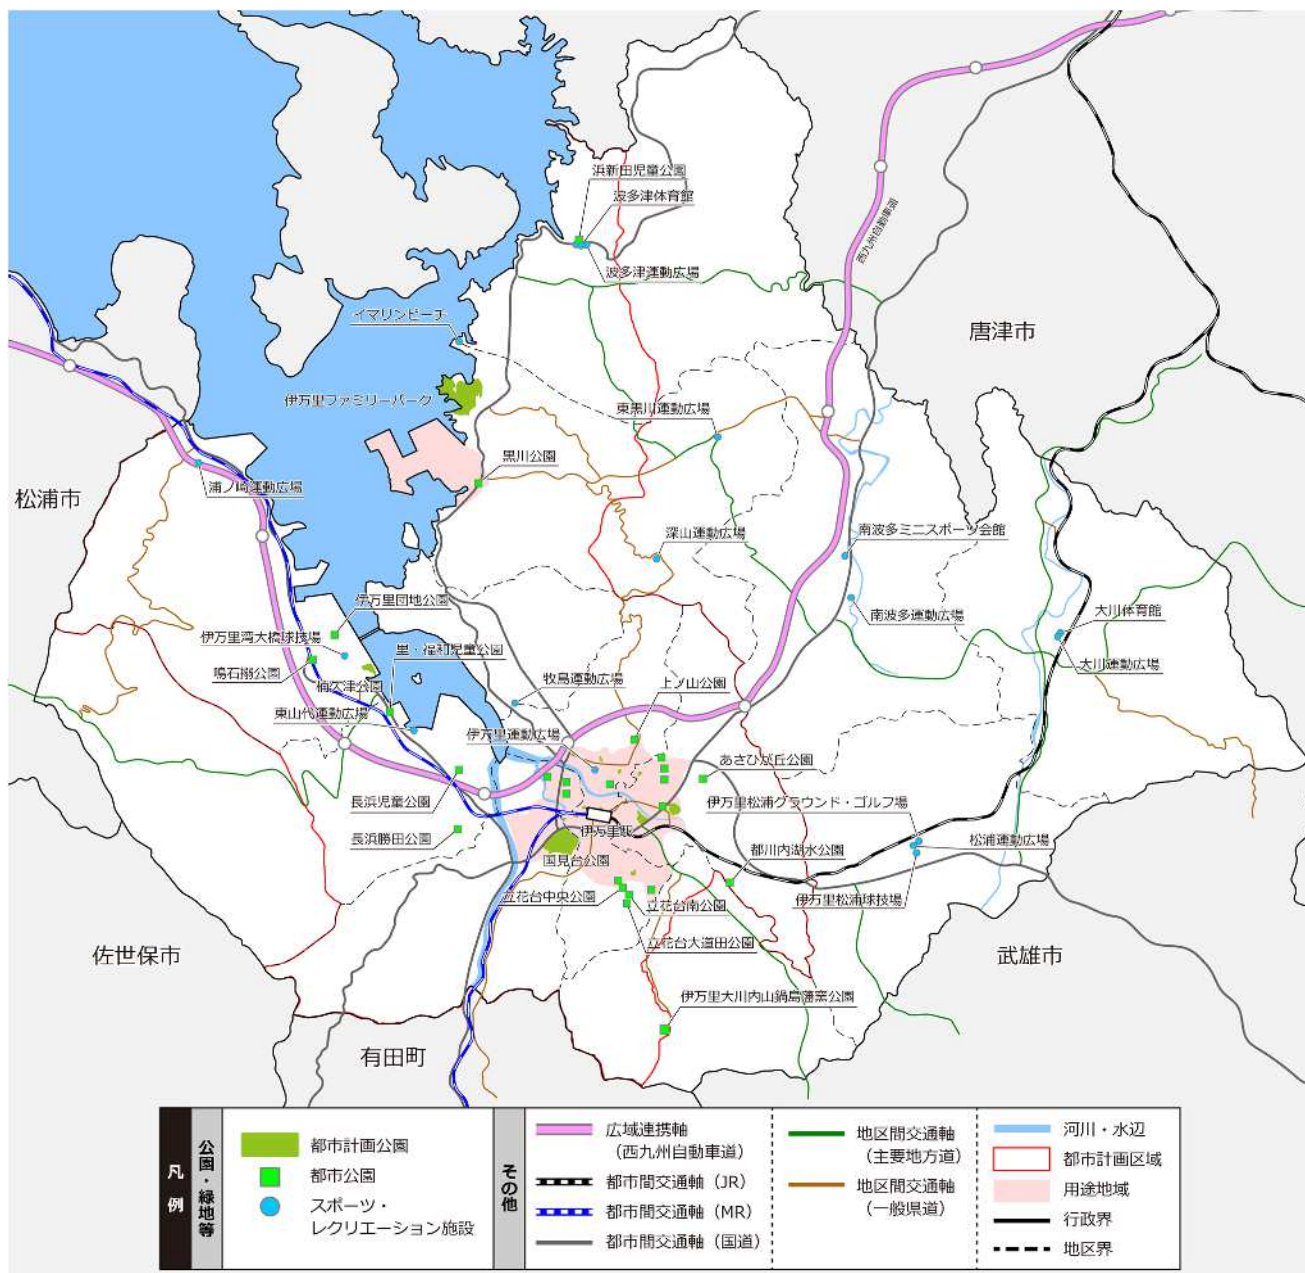 浜新田児童公園
波多津体育館
波多津運動広場
西九州自動車道
唐津市
イマリンビーチ
伊万里ファミリーパーク
東黒川運動広場
黒川公園
浦ノ崎運動広場
松浦市
深山運動広場
南波多ミニスポーツ会館
南波多運動広場
大川体育館
大川運動広場
伊万里団地公園
伊万里湾大橋球技場
里・福和児童公園
鳴石搦公園
楠久津公園
東山代運動広場
牧島運動広場
上ノ山公園
伊万里運動広場
あさひが丘公園
長浜児童公園
伊万里松浦グラウンド・ゴルフ場
伊万里駅
松浦運動広場
長浜勝田公園
国見台公園
都川内湖水公園
立花台中央公園
立花台南公園
伊万里松浦球技場
立花台大道田公園
佐世保市
武雄市
伊万里大川内山鍋島藩窯公園
有田町
凡例
公園・緑地等
都市計画公園
都市公園
スポーツ・
レクリエーション施設
その他
広域連携軸
(西九州自動車道)
都市間交通軸(JR)
都市間交通軸(MR)
都市間交通軸(国道)
地区間交通軸
(主要地方道)
地区間交通軸
(一般県道)
河川・水辺
都市計画区域
用途地域
行政界
地区界